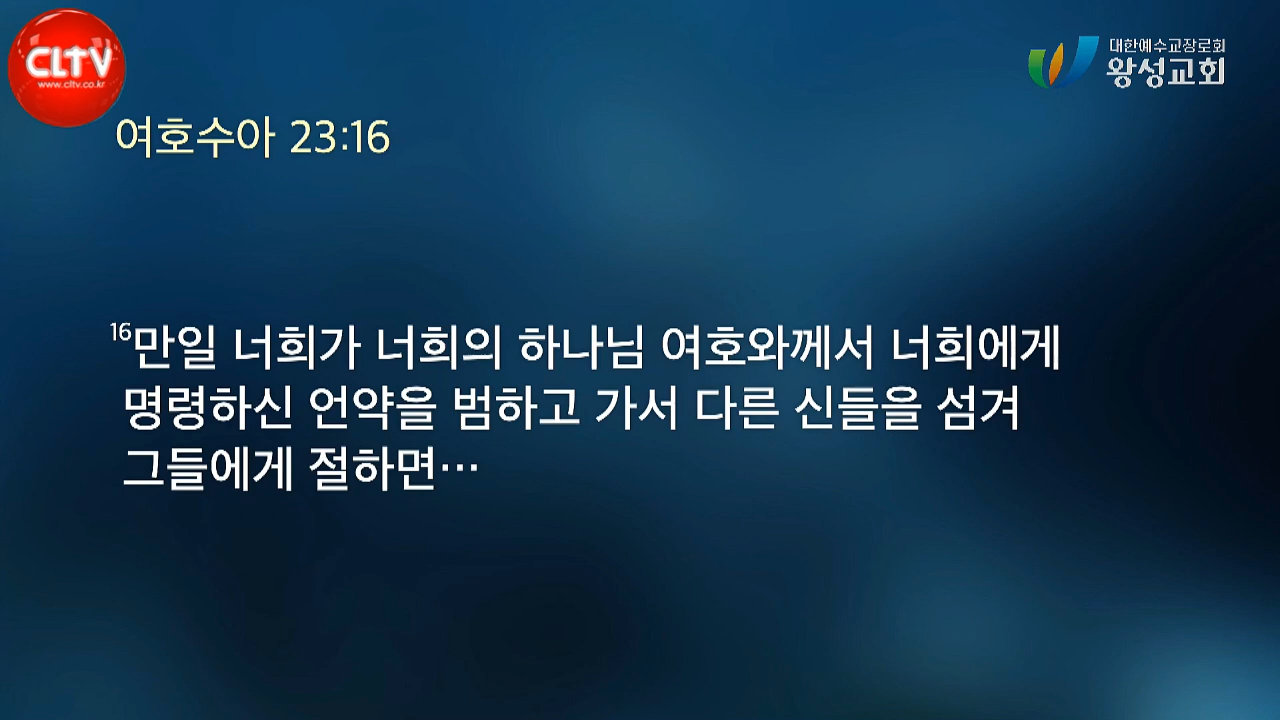 CLTV
www.cltv.co.kr
대한예수교장로회
왕성교회
여호수아 23:16
16만일 너희가 너희의 하나님 여호와께서 너희에게
명령하신 언약을 범하고 가서 다른 신들을 섬겨
그들에게 절하면…